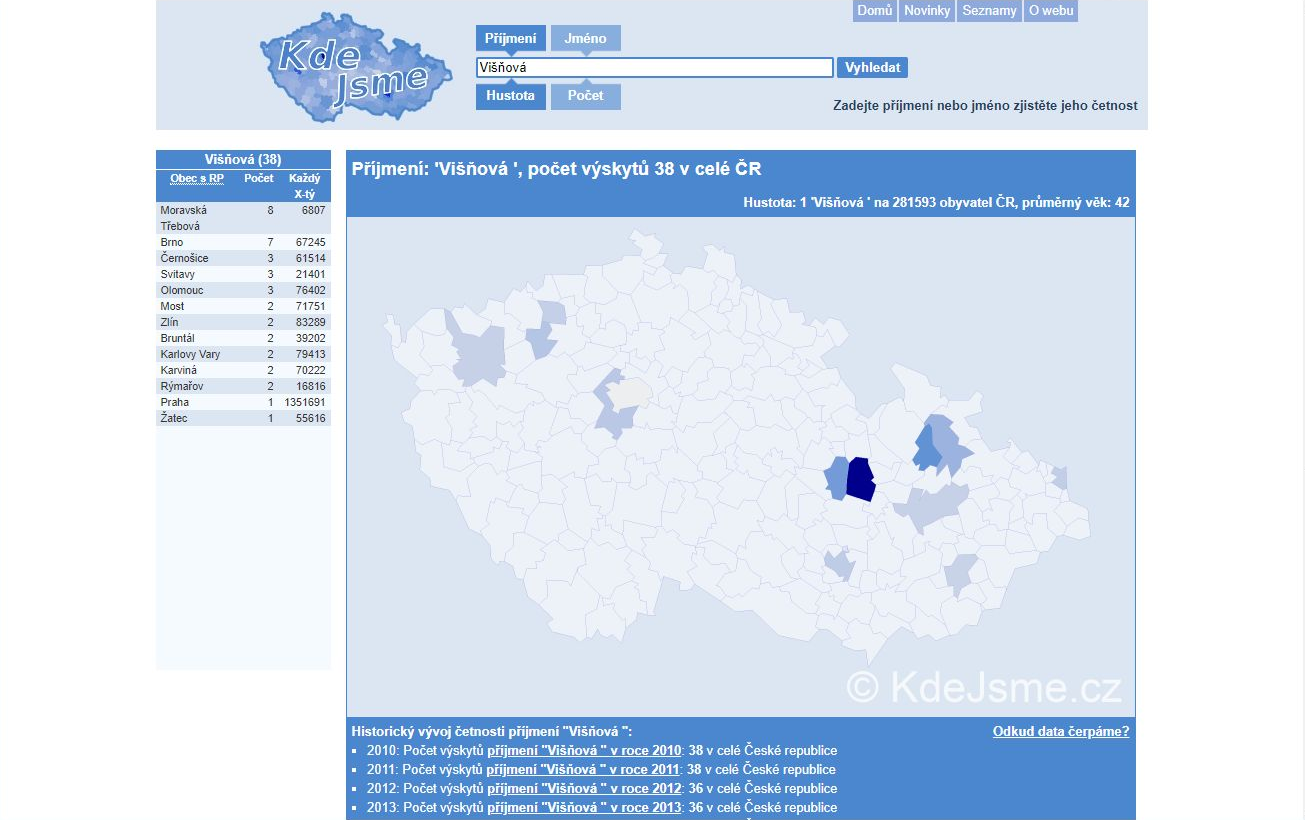 Domů Novinky Seznamy O webu
Kde
Jsme
Příjmení Jméno
Višňová
Vyhledat
Hustota Počet
Zadejte příjmení nebo jméno zjistěte jeho četnost
Višňová (38)
Obec s RP Počet Každý X-tý
Moravská Třebová 8 6807
Brno 7 67245
Černošice 3 61514
Svitavy 3 21401
Olomouc 3 76402
Most 2 71751
Zlín 2 83289
Bruntál 2 39202
Karlovy Vary 2 79413
Karviná 2 70222
Rýmařov 2 16816
Praha 1 1351691
Žatec 1 55616
Příjmení: 'Višňová ', počet výskytů 38 v celé ČR
Hustota: 1 'Višňová ' na 281593 obyvatel ČR, průměrný věk: 42
© KdeJsme.cz
Historický vývoj četnosti příjmení "Višňová ":
Odkud data čerpáme?
2010: Počet výskytů příjmení "Višňová " v roce 2010: 38 v celé České republice
2011: Počet výskytů příjmení "Višňová " v roce 2011: 38 v celé České republice
2012: Počet výskytů příjmení "Višňová " v roce 2012: 36 v celé České republice
2013: Počet výskytů příjmení "Višňová " v roce 2013: 36 v celé České republice